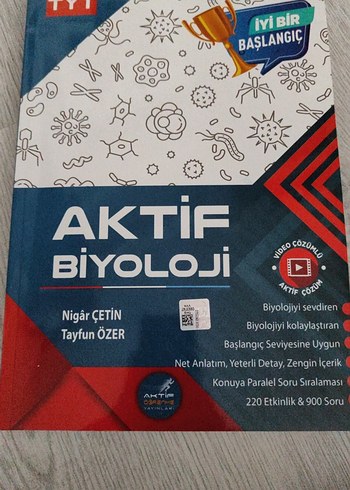 TYT
İYİ BİR
BAŞLANGIÇ
AKTİF
BİYOLOJİ
VİDEO ÇÖZÜMLÜ
AKTİF ÇÖZÜM
Nigâr ÇETİN
Tayfun ÖZER
Biyolojiyi sevdiren
Biyolojiyi kolaylaştıran
Başlangıç Seviyesine Uygun
Net Anlatım, Yeterli Detay, Zengin İçerik
Konuya Paralel Soru Sıralaması
220 Etkinlik & 900 Soru
AKTİF
ÖĞRENME
YAYINLARI